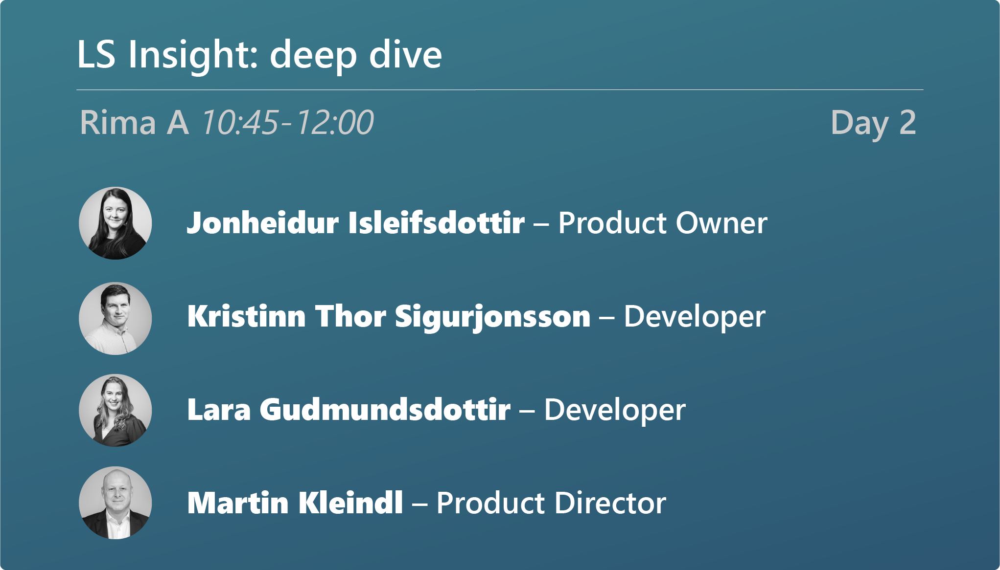 LS Insight: deep dive
Rima A 10:45-12:00 Day 2
Jonheidur Isleifsdottir – Product Owner
Kristinn Thor Sigurjonsson – Developer
Lara Gudmundsdottir – Developer
Martin Kleindl – Product Director